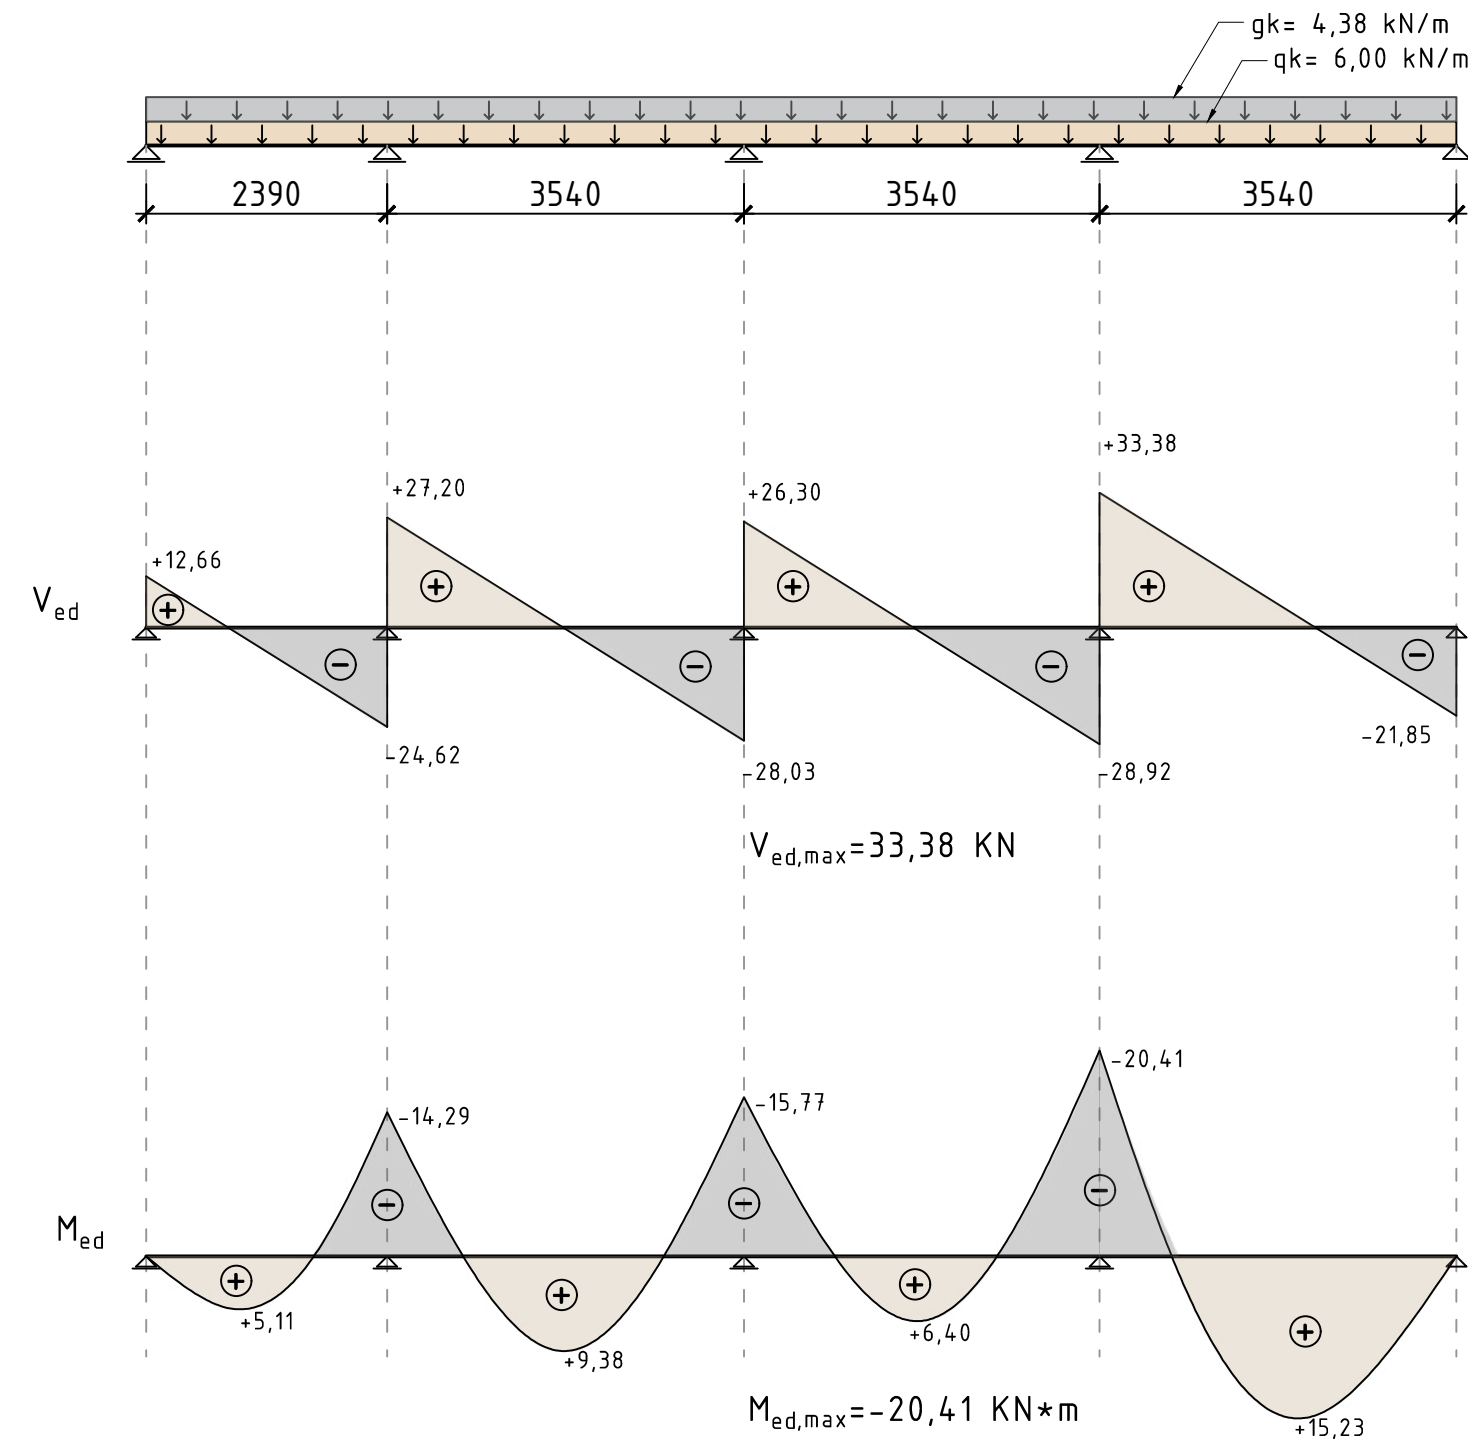 gk= 4,38 kN/m
qk= 6,00 kN/m
2390 3540 3540 3540
+33,38
+27,20 +26,30
+12,66
Ved
-24,62 -28,03 -28,92 -21,85
Ved,max=33,38 KN
-20,41
-14,29 -15,77
Med
+5,11 +9,38 +6,40 +15,23
Med,max=-20,41 KN*m